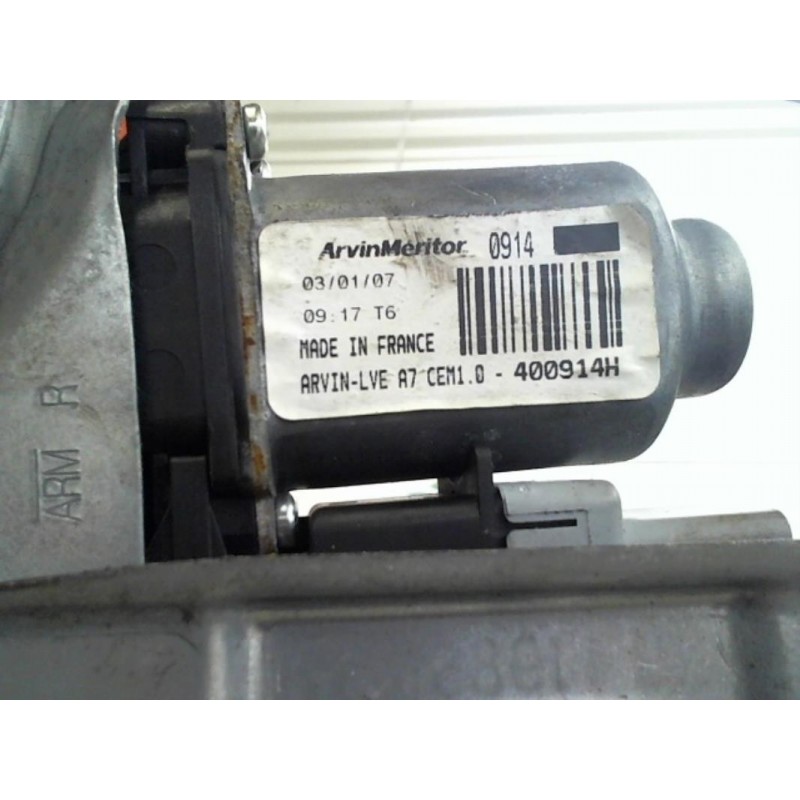 ArvinMeritor 0914
03/01/07
09:17 T6
MADE IN FRANCE
ARVIN-LVE A7 CEM1.0 - 400914H
ARM R